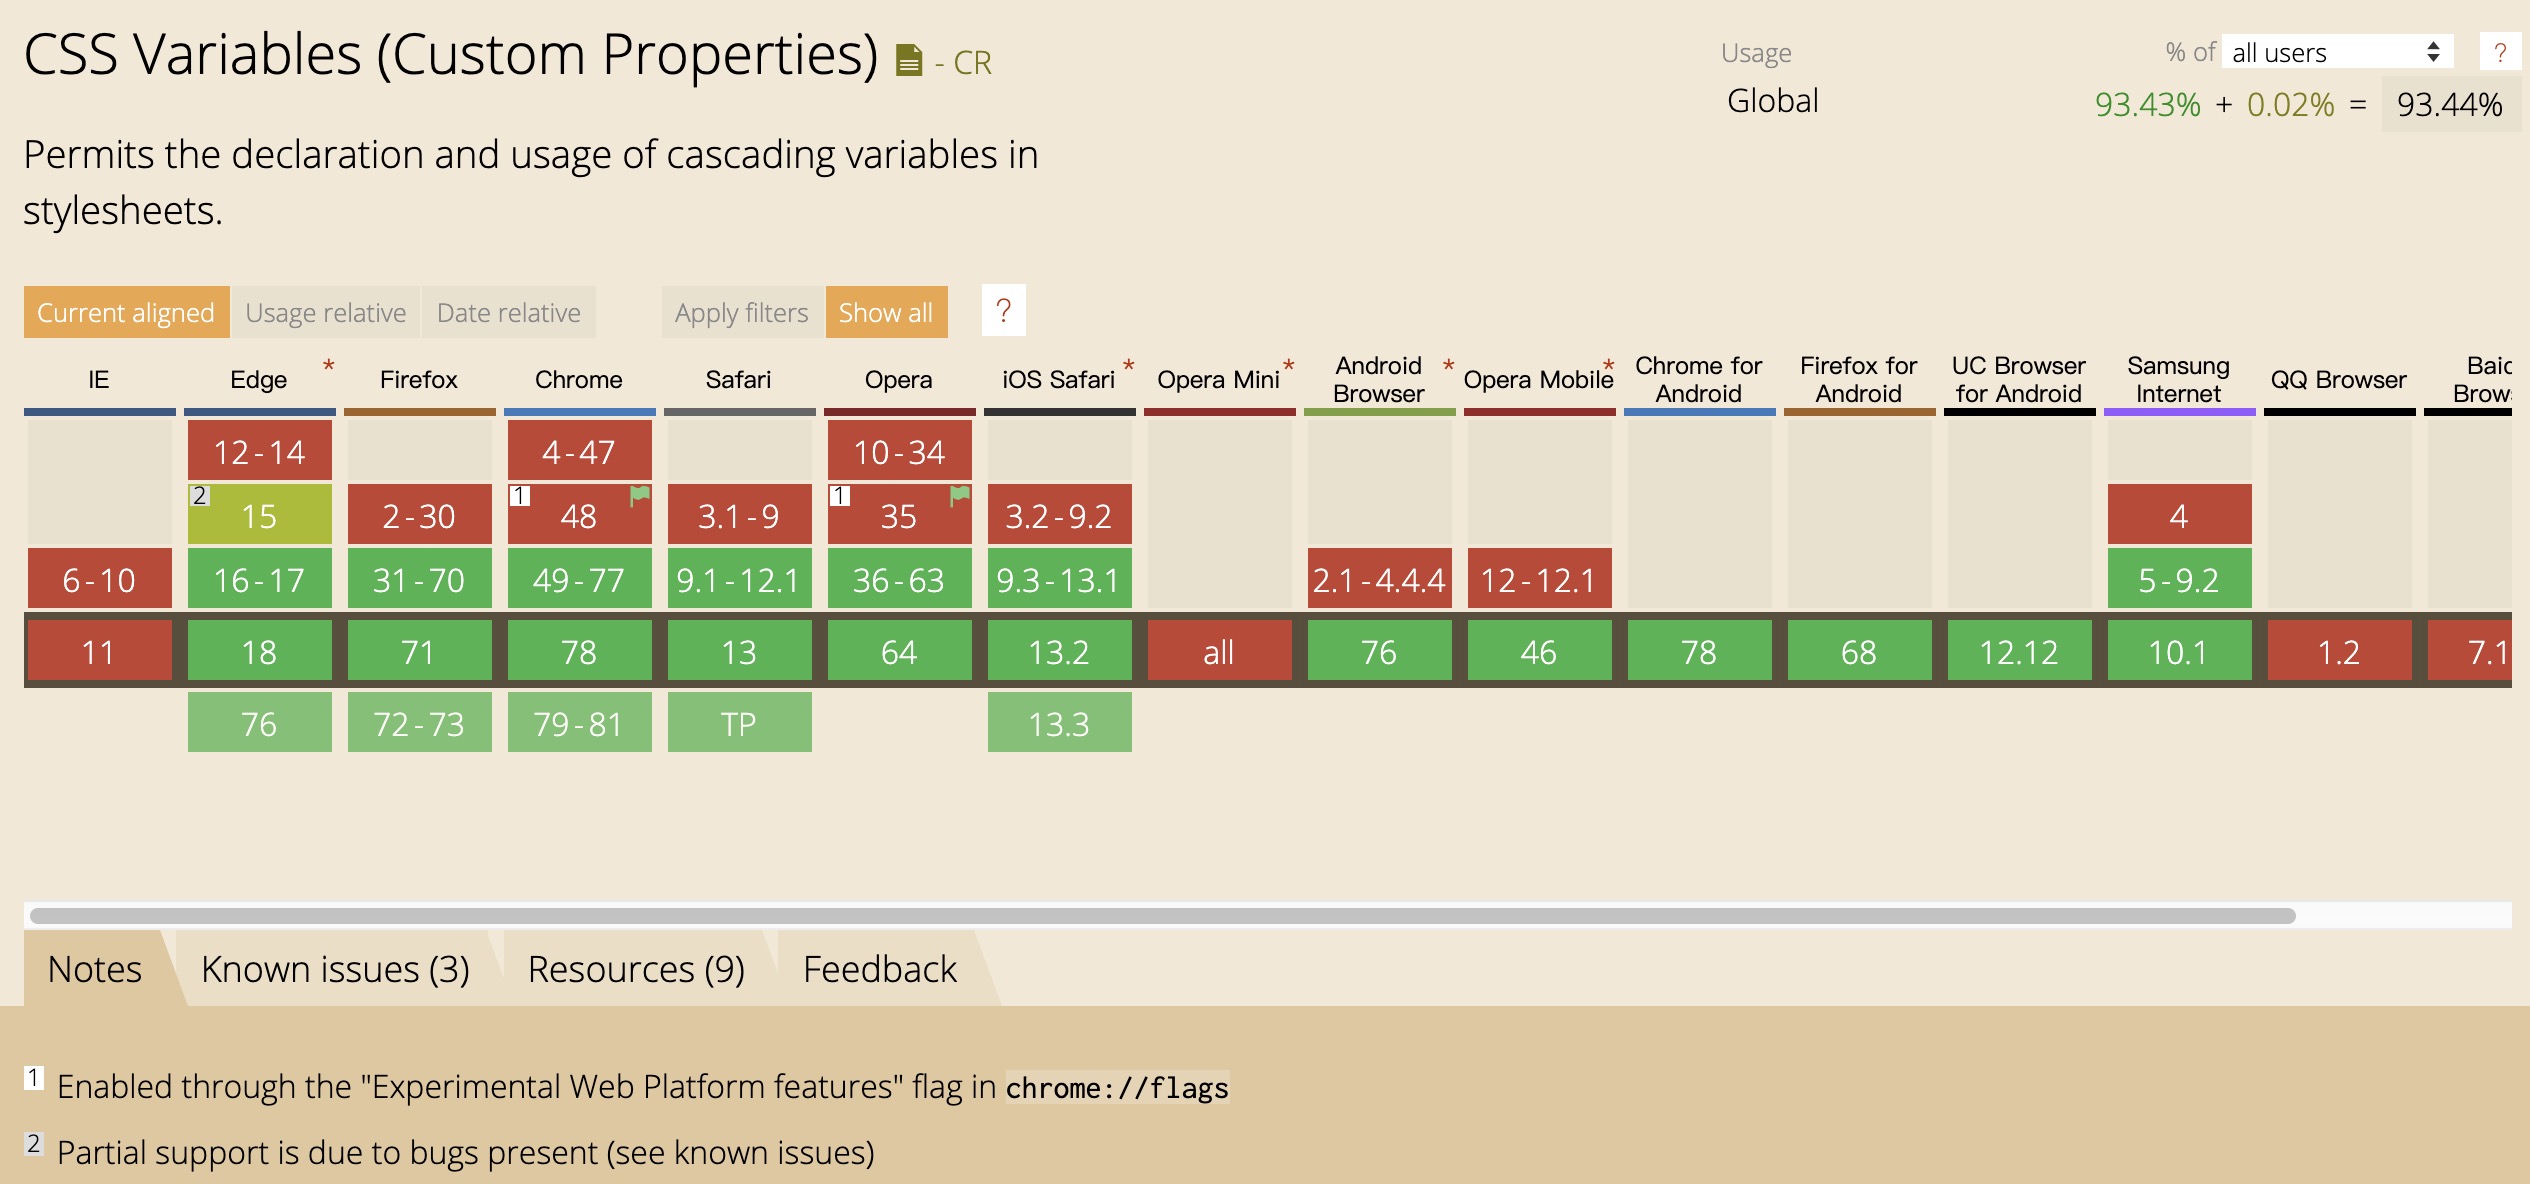 CSS Variables (Custom Properties) - CR
Usage % of all users ?
Global 93.43% + 0.02% = 93.44%
Permits the declaration and usage of cascading variables in
stylesheets.
Current aligned Usage relative Date relative Apply filters Show all ?
IE Edge * Firefox Chrome Safari Opera iOS Safari * Opera Mini * Android Browser * Opera Mobile * Chrome for Android Firefox for Android UC Browser for Android Samsung Internet QQ Browser
12-14 4-47 10-34
2 15 2-30 1 48 3.1-9 1 35 3.2-9.2 4
6-10 16-17 31-70 49-77 9.1-12.1 36-63 9.3-13.1 2.1-4.4.4 12-12.1 5-9.2
11 18 71 78 13 64 13.2 all 76 46 78 68 12.12 10.1 1.2 7.1
76 72-73 79-81 TP 13.3
Notes Known issues (3) Resources (9) Feedback
1 Enabled through the "Experimental Web Platform features" flag in chrome://flags
2 Partial support is due to bugs present (see known issues)